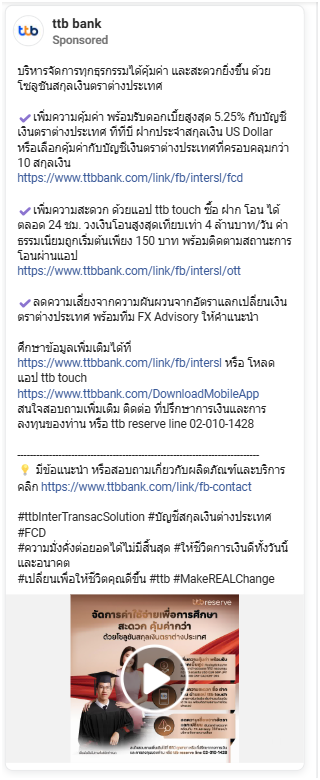 ttb bank
Sponsored
บริหารจัดการทุกธุรกรรมได้คุ้มค่า และสะดวกยิ่งขึ้น ด้วย
โซลูชันสกุลเงินตราต่างประเทศ
✔เพิ่มความคุ้มค่า พร้อมรับดอกเบี้ยสูงสุด 5.25% กับบัญชี
เงินตราต่างประเทศ ทีทีบี ฝากประจำสกุลเงิน US Dollar
หรือเลือกคุ้มค่ากับบัญชีเงินตราต่างประเทศที่ครอบคลุมกว่า
10 สกุลเงิน
https://www.ttbbank.com/link/fb/intersl/fcd
✔เพิ่มความสะดวก ด้วยแอป ttb touch ซื้อ ฝาก โอน ได้
ตลอด 24 ชม. วงเงินโอนสูงสุดเทียบเท่า 4 ล้านบาท/วัน ค่า
ธรรมเนียมถูกเริ่มต้นเพียง 150 บาท พร้อมติดตามสถานะการ
โอนผ่านแอป
https://www.ttbbank.com/link/fb/intersl/ott
✔ลดความเสี่ยงจากความผันผวนจากอัตราแลกเปลี่ยนเงิน
ตราต่างประเทศ พร้อมทีม FX Advisory ให้คำแนะนำ
ศึกษาข้อมูลเพิ่มเติมได้ที่
https://www.ttbbank.com/link/fb/intersl หรือ โหลด
แอป ttb touch
https://www.ttbbank.com/DownloadMobileApp
สนใจสอบถามเพิ่มเติม ติดต่อ ที่ปรึกษาการเงินและการ
ลงทุนของท่าน หรือ ttb reserve line 02-010-1428
💡 มีข้อแนะนำ หรือสอบถามเกี่ยวกับผลิตภัณฑ์และบริการ
คลิก https://www.ttbbank.com/link/fb-contact
#ttbInterTransacSolution #บัญชีสกุลเงินต่างประเทศ
#FCD
#ความมั่งคั่งต่อยอดได้ไม่มีสิ้นสุด #ให้ชีวิตการเงินดีทั้งวันนี้
และอนาคต
#เปลี่ยนเพื่อให้ชีวิตคุณดีขึ้น #ttb #MakeREALChange
ttb reserve
จัดการค่าใช้จ่ายเพื่อการศึกษา
สะดวก คุ้มค่ากว่า
ด้วยโซลูชันสกุลเงินตราต่างประเทศ